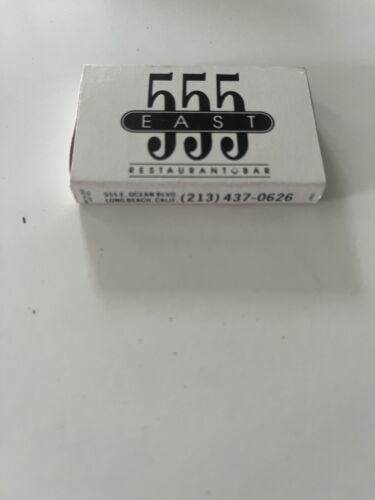 555
EAST
RESTAURANT & BAR
555 E. OCEAN BLVD.
LONG BEACH, CALIF. (213) 437-0626